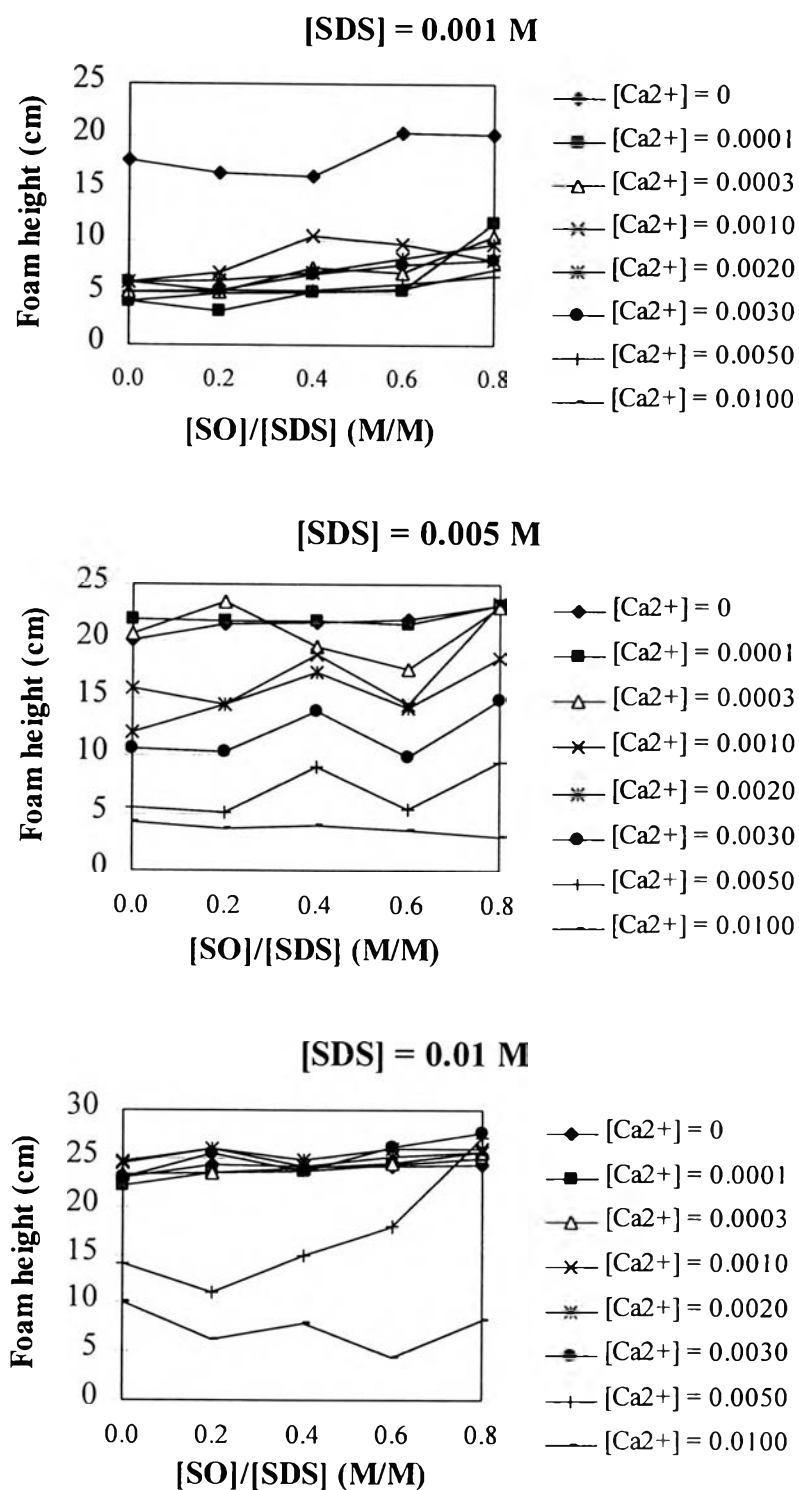 [SDS] = 0.001 M
Foam height (cm)
25
20
15
10
5
0
0.0 0.2 0.4 0.6 0.8
[SO]/[SDS] (M/M)
[Ca2+] = 0
[Ca2+] = 0.0001
[Ca2+] = 0.0003
[Ca2+] = 0.0010
[Ca2+] = 0.0020
[Ca2+] = 0.0030
[Ca2+] = 0.0050
[Ca2+] = 0.0100
[SDS] = 0.005 M
Foam height (cm)
25
20
15
10
5
0
0.0 0.2 0.4 0.6 0.8
[SO]/[SDS] (M/M)
[Ca2+] = 0
[Ca2+] = 0.0001
[Ca2+] = 0.0003
[Ca2+] = 0.0010
[Ca2+] = 0.0020
[Ca2+] = 0.0030
[Ca2+] = 0.0050
[Ca2+] = 0.0100
[SDS] = 0.01 M
Foam height (cm)
30
25
20
15
10
5
0
0.0 0.2 0.4 0.6 0.8
[SO]/[SDS] (M/M)
[Ca2+] = 0
[Ca2+] = 0.0001
[Ca2+] = 0.0003
[Ca2+] = 0.0010
[Ca2+] = 0.0020
[Ca2+] = 0.0030
[Ca2+] = 0.0050
[Ca2+] = 0.0100